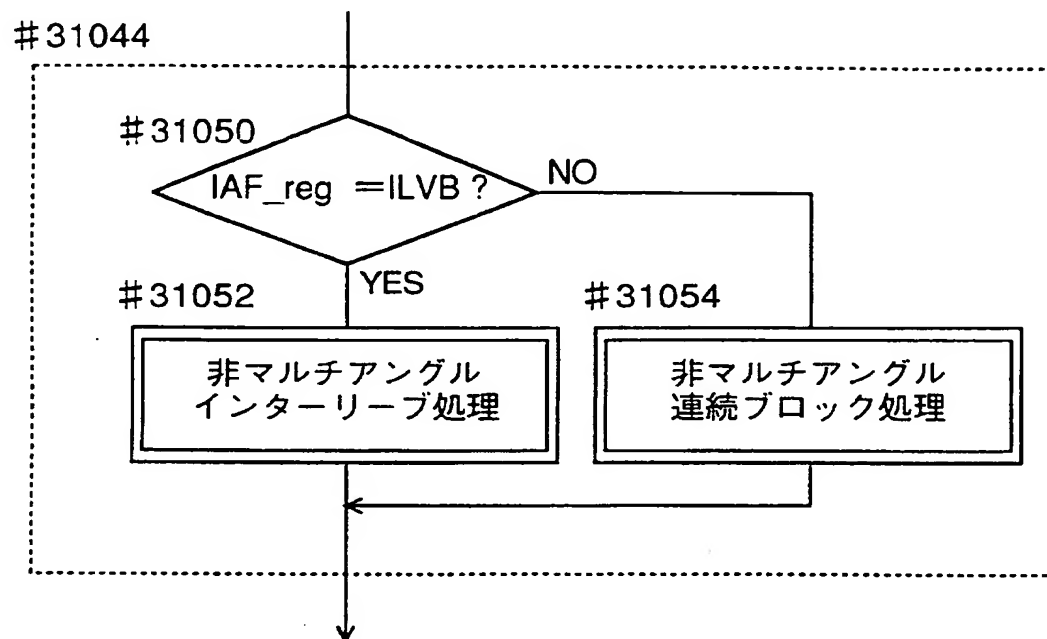 #31044
#31050
IAF_reg =ILVB ?
NO
YES
#31052
#31054
非マルチアングル
インターリーブ処理
非マルチアングル
連続ブロック処理